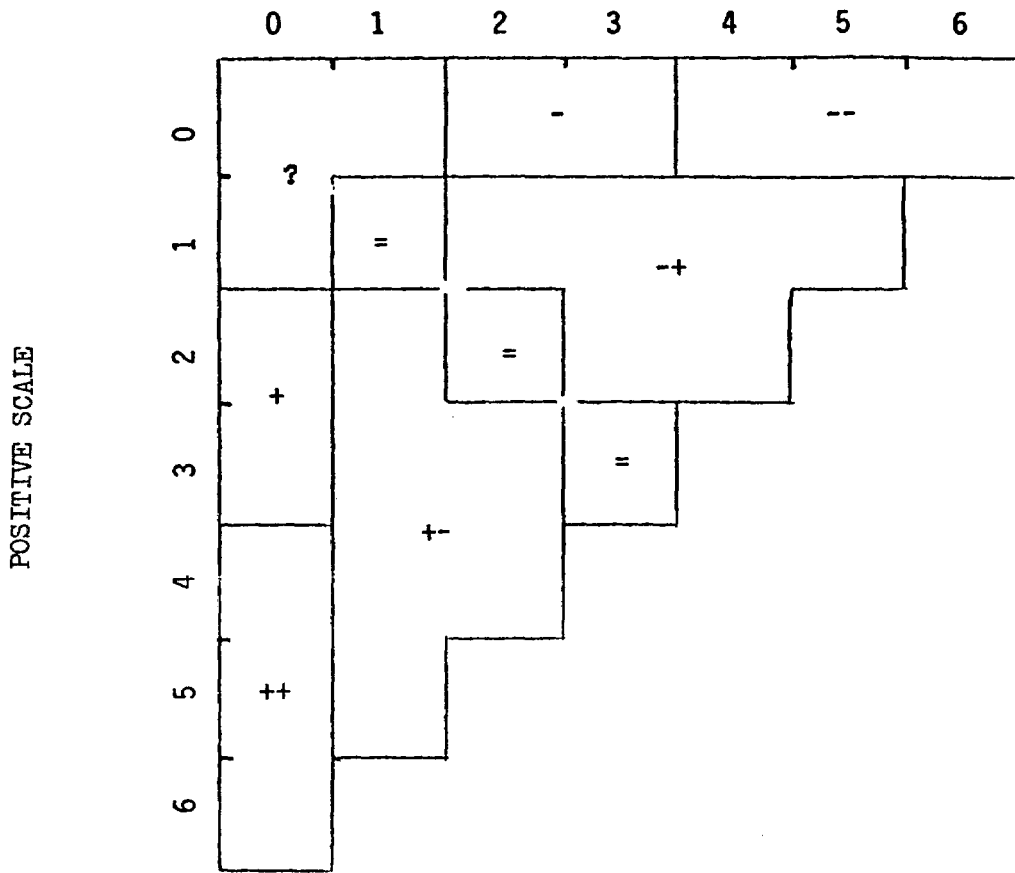 0 1 2 3 4 5 6
0 - --
?
1 = -+
2 =
+
POSITIVE SCALE
3 =
+-
4
5 ++
6